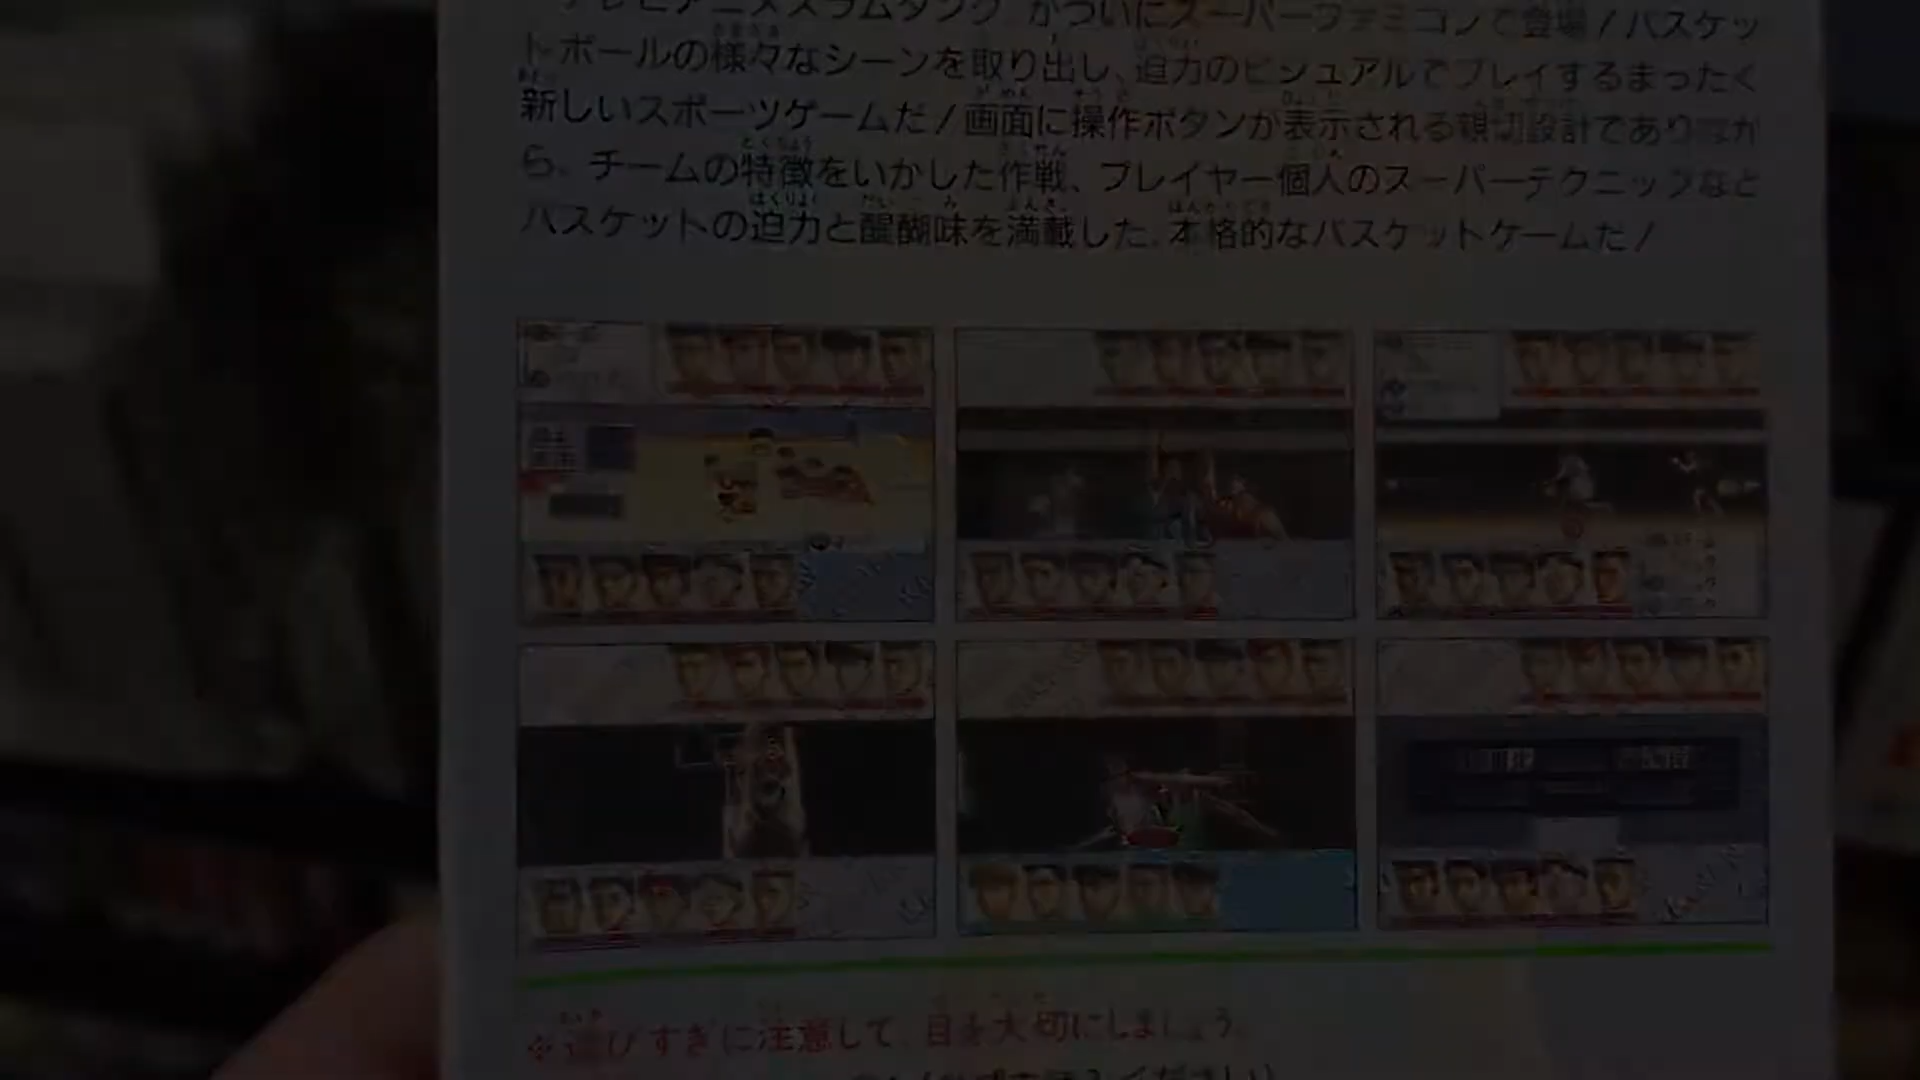 テレビアニメスラムダンク がついにスーパーファミコンで登場！バスケッ
トボールの様々なシーンを取り出し、迫力のビジュアルでプレイするまったく
新しいスポーツゲームだ！画面に操作ボタンが表示される親切設計でありなが
ら、チームの特徴をいかした作戦、プレイヤー個人のスーパーテクニックなど
バスケットの迫力と醍醐味を満載した、本格的なバスケットゲームだ！
※遊びすぎに注意して、目を大切にしましょう。